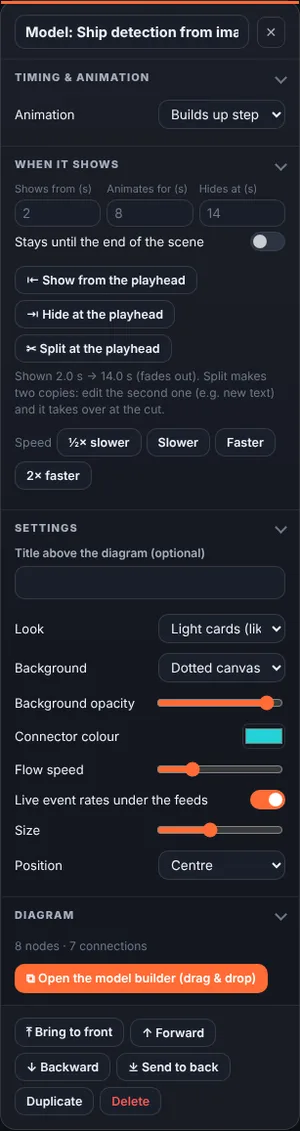 Model: Ship detection from ima
✕
TIMING & ANIMATION
Animation
Builds up step
WHEN IT SHOWS
Shows from (s)
Animates for (s)
Hides at (s)
2
8
14
Stays until the end of the scene
⇤ Show from the playhead
⇥ Hide at the playhead
✂ Split at the playhead
Shown 2.0 s → 14.0 s (fades out). Split makes
two copies: edit the second one (e.g. new text)
and it takes over at the cut.
Speed
½× slower
Slower
Faster
2× faster
SETTINGS
Title above the diagram (optional)
Look
Light cards (lik
Background
Dotted canvas
Background opacity
Connector colour
Flow speed
Live event rates under the feeds
Size
Position
Centre
DIAGRAM
8 nodes · 7 connections
⧉ Open the model builder (drag & drop)
⤒ Bring to front
↑ Forward
↓ Backward
⤓ Send to back
Duplicate
Delete